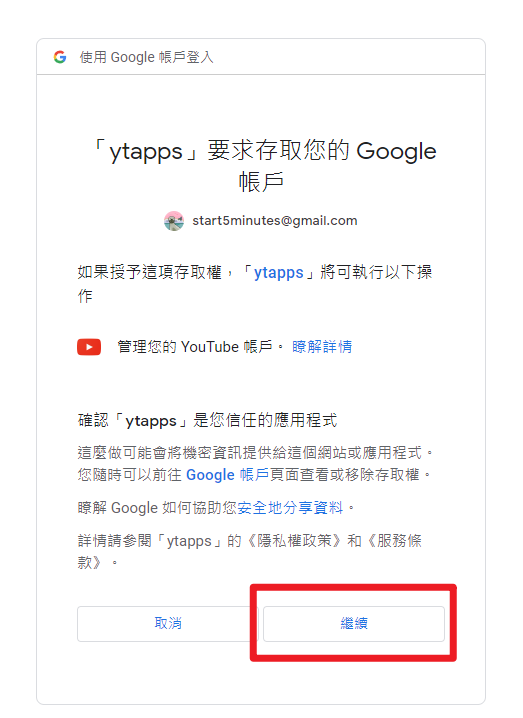 使用 Google 帳戶登入
「ytapps」要求存取您的 Google
帳戶
start5minutes@gmail.com
如果授予這項存取權，「ytapps」將可執行以下操
作
管理您的 YouTube 帳戶。 瞭解詳情
確認「ytapps」是您信任的應用程式
這麼做可能會將機密資訊提供給這個網站或應用程式。
您隨時可以前往 Google 帳戶頁面查看或移除存取權。
瞭解 Google 如何協助您安全地分享資料。
詳情請參閱「ytapps」的《隱私權政策》和《服務條
款》。
取消
繼續